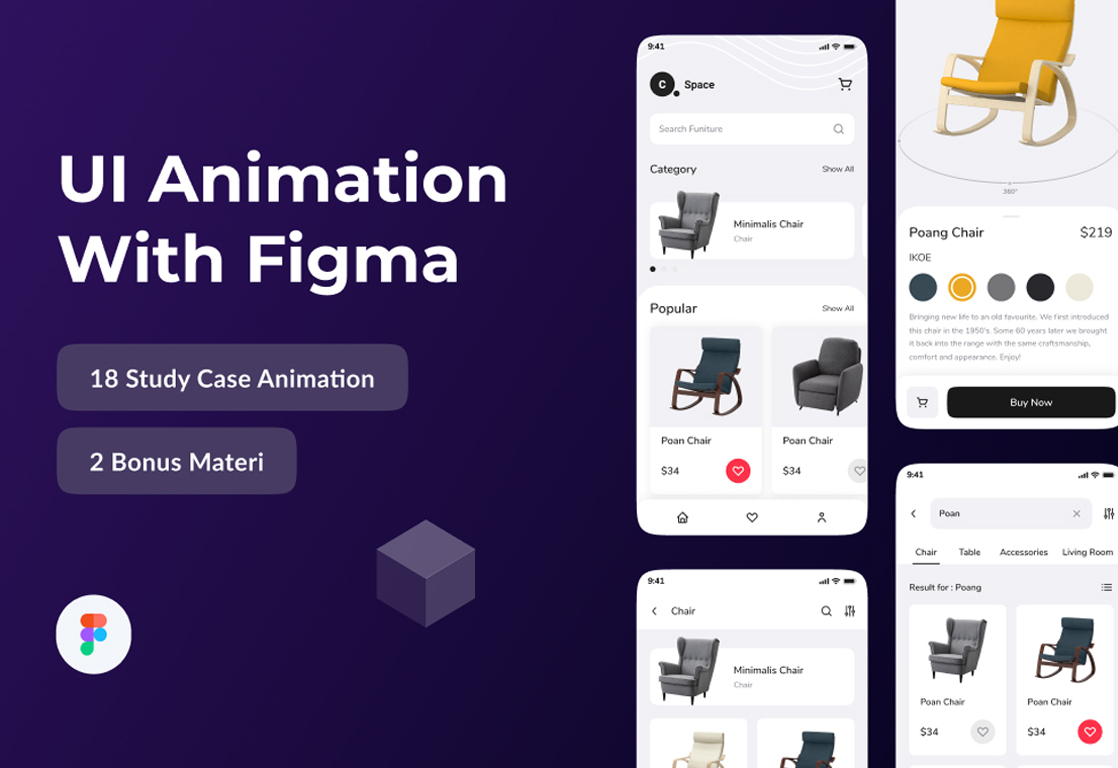 UI Animation
With Figma
18 Study Case Animation
2 Bonus Materi
9:41
C
Space
Search Funiture
Category
Show All
Minimalis Chair
Chair
Popular
Show All
Poan Chair
$34
Poan Chair
$34
9:41
Chair
Minimalis Chair
Chair
360°
Poang Chair
$219
IKOE
Bringing new life to an old favourite. We first introduced
this chair in the 1950's. Some 60 years later we brought
it back into the range with the same craftsmanship,
comfort and appearance. Enjoy!
Buy Now
9:41
Poan
Chair
Table
Accessories
Living Room
Result for : Poang
Poan Chair
$34
Poan Chair
$34